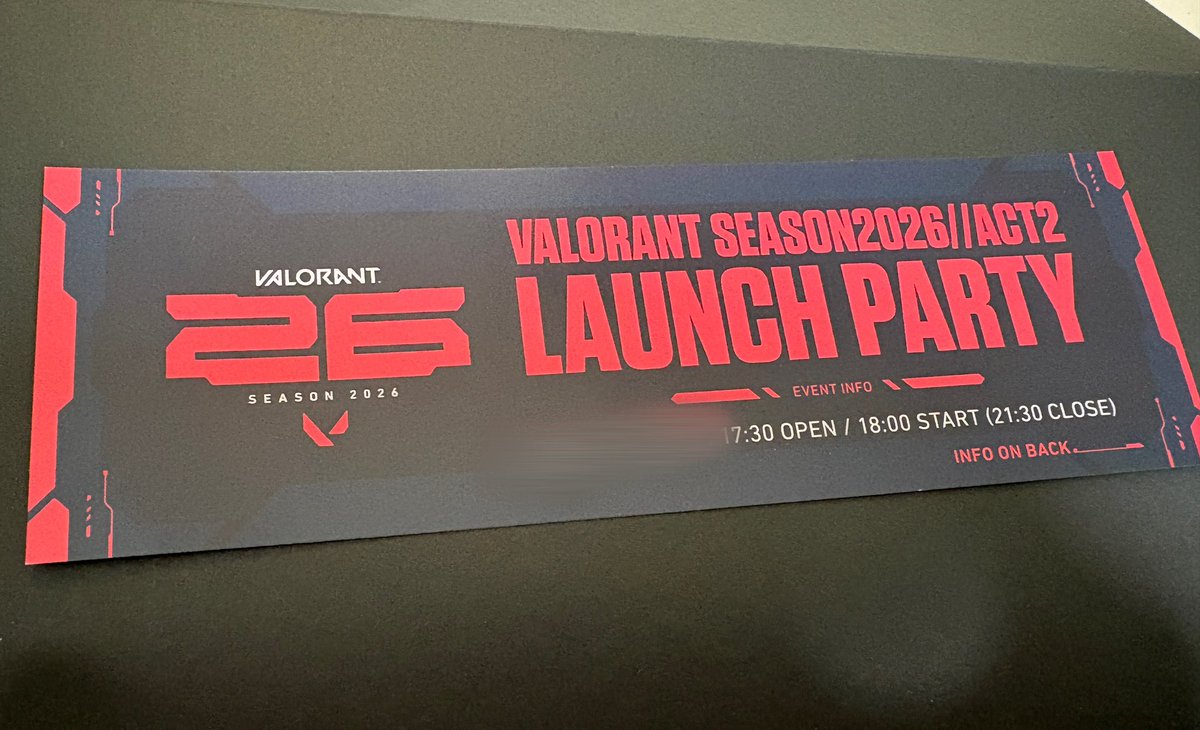 VALORANT
26
SEASON 2026
VALORANT SEASON2026//ACT2
LAUNCH PARTY
EVENT INFO
17:30 OPEN / 18:00 START (21:30 CLOSE)
INFO ON BACK